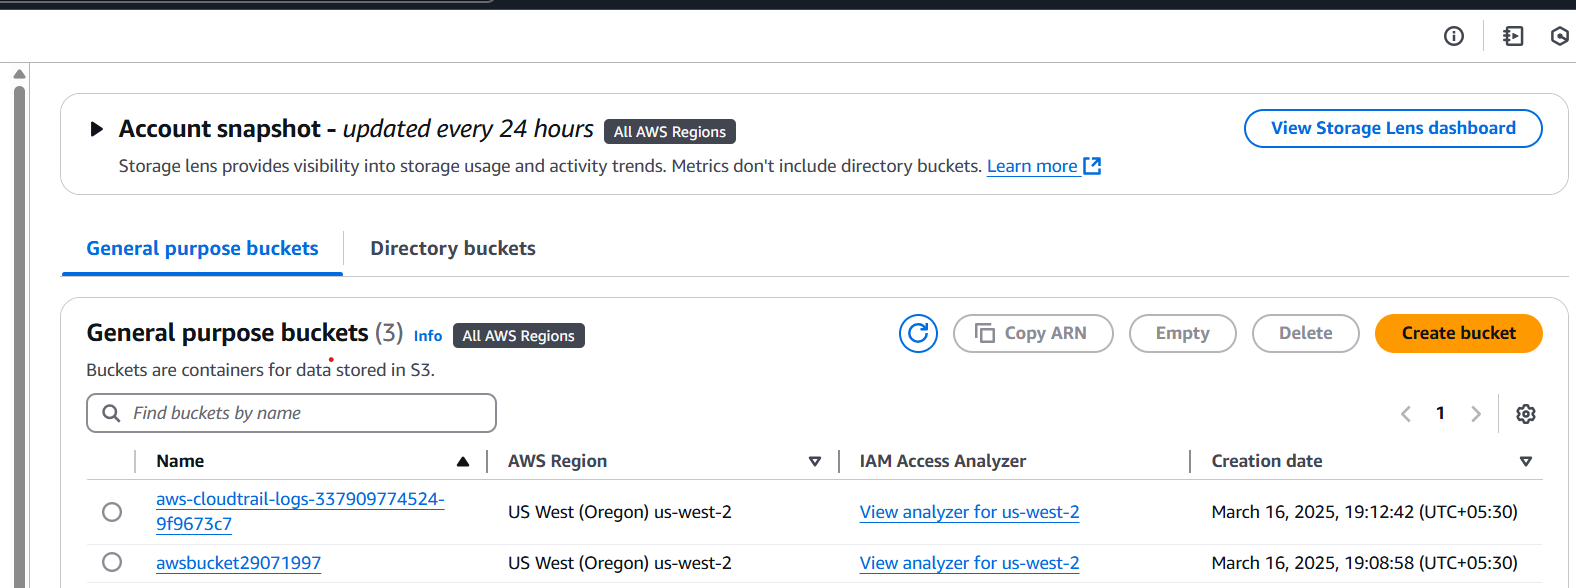 Account snapshot - updated every 24 hours All AWS Regions View Storage Lens dashboard
Storage lens provides visibility into storage usage and activity trends. Metrics don't include directory buckets. Learn more
General purpose buckets Directory buckets
General purpose buckets (3) Info All AWS Regions Copy ARN Empty Delete Create bucket
Buckets are containers for data stored in S3.
Find buckets by name 1
Name AWS Region IAM Access Analyzer Creation date
aws-cloudtrail-logs-337909774524-
9f9673c7 US West (Oregon) us-west-2 View analyzer for us-west-2 March 16, 2025, 19:12:42 (UTC+05:30)
awsbucket29071997 US West (Oregon) us-west-2 View analyzer for us-west-2 March 16, 2025, 19:08:58 (UTC+05:30)